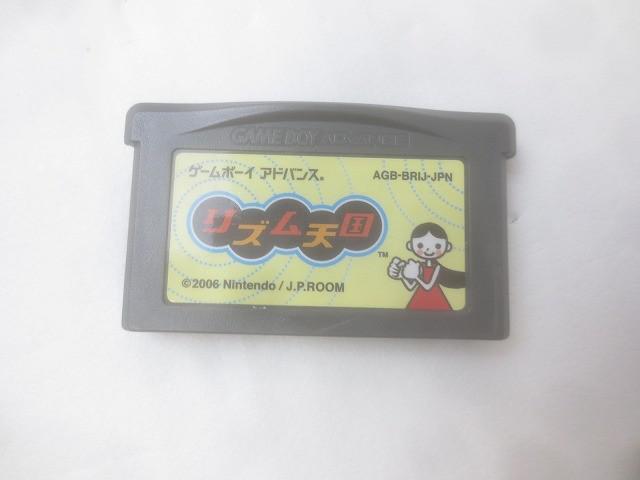 GAME BOY ADVANCE
ゲームボーイ アドバンス®
AGB-BRIJ-JPN
リズム天国
TM
©2006 Nintendo / J.P.ROOM